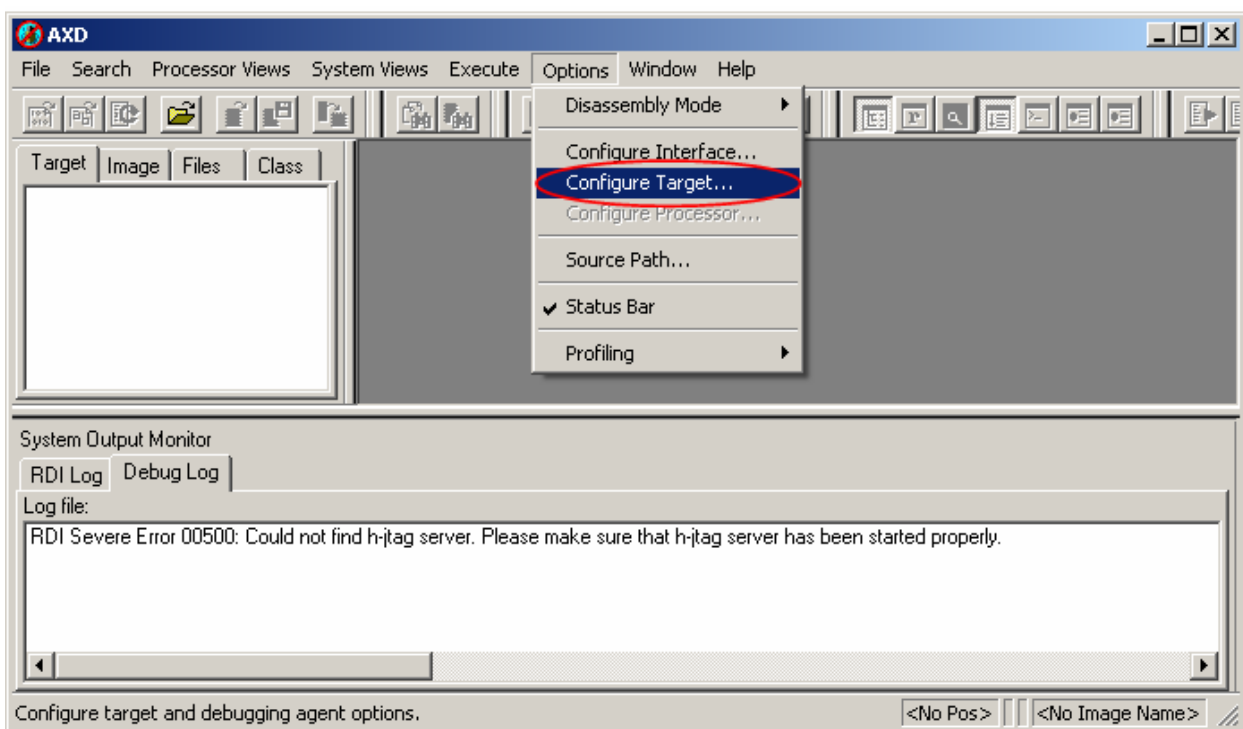 AXD
File Search Processor Views System Views Execute Options Window Help
Disassembly Mode
Configure Interface...
Configure Target...
Configure Processor...
Source Path...
Status Bar
Profiling
Target Image Files Class
System Output Monitor
RDI Log Debug Log
Log file:
RDI Severe Error 00500: Could not find h-jtag server. Please make sure that h-jtag server has been started properly.
Configure target and debugging agent options. <No Pos> <No Image Name>